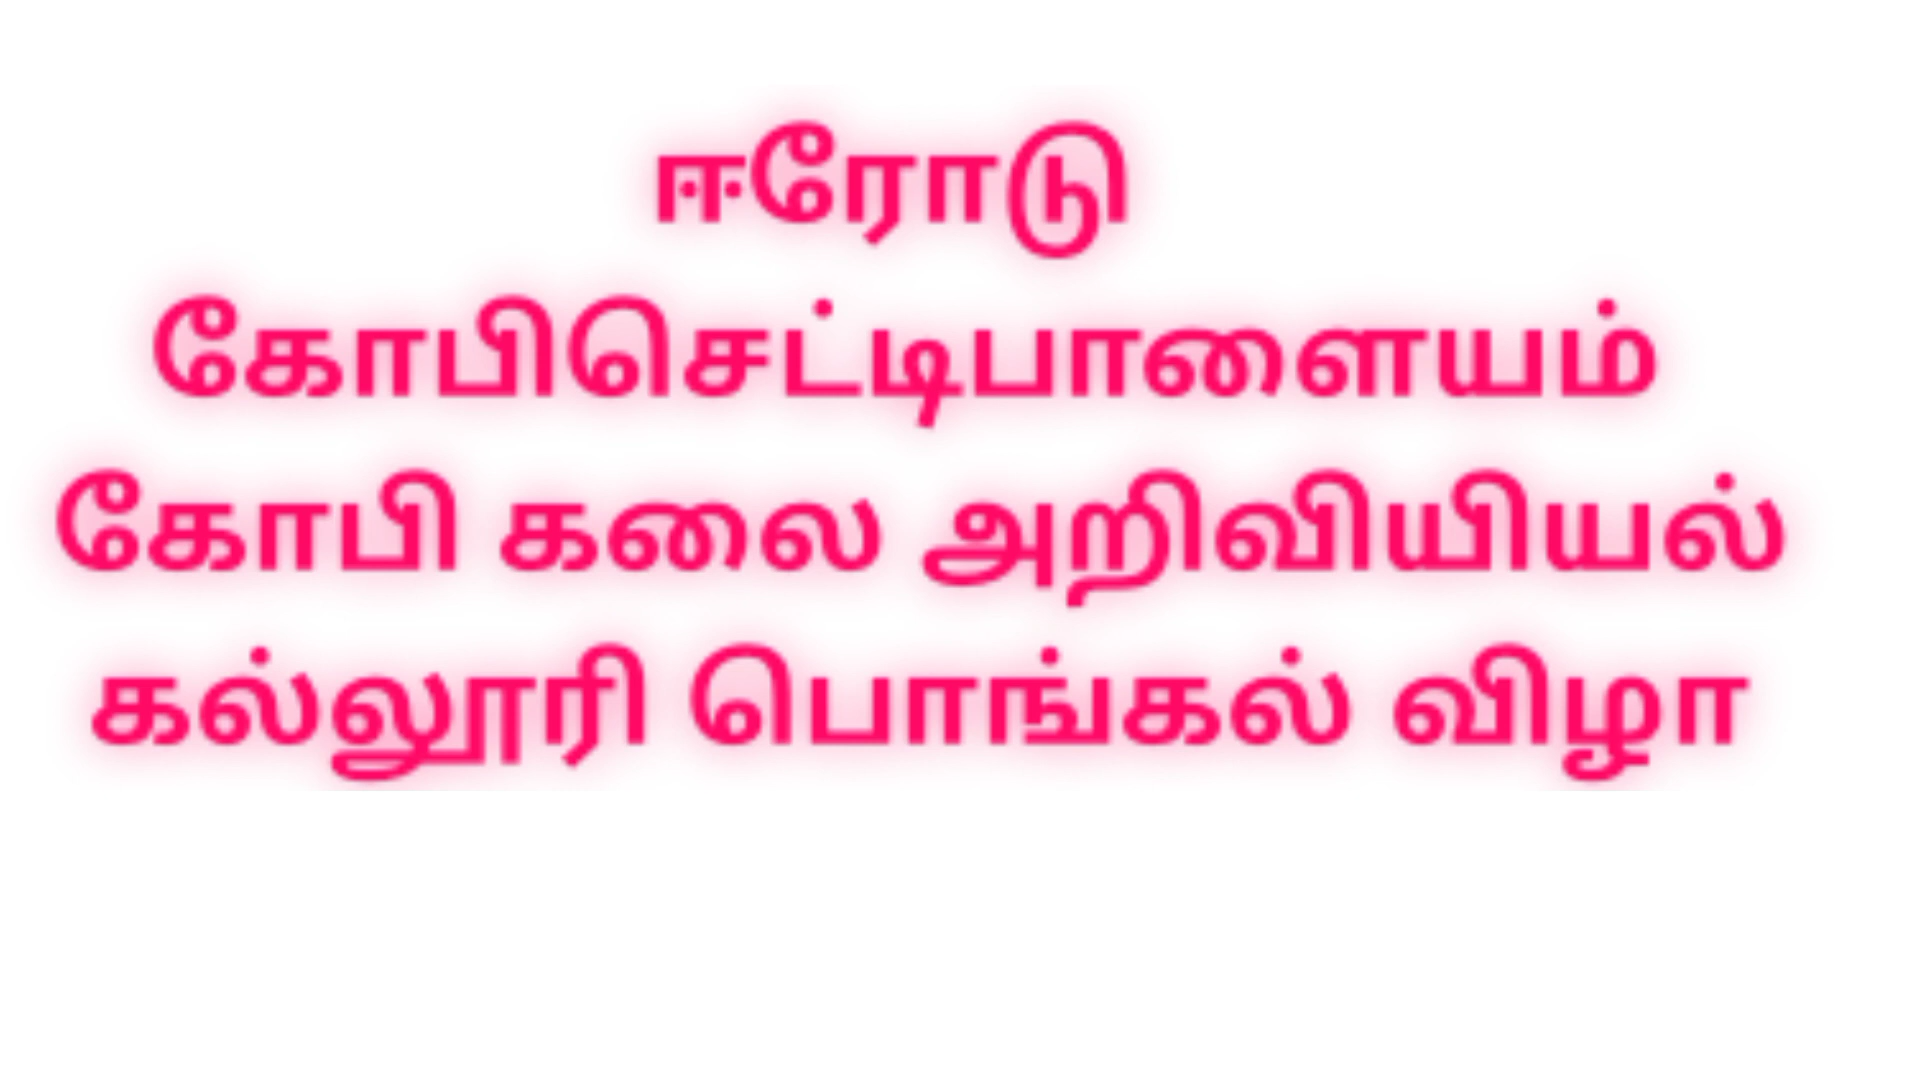 ஈரோடு
கோபிசெட்டிபாளையம்
கோபி கலை அறிவியியல்
கல்லூரி பொங்கல் விழா